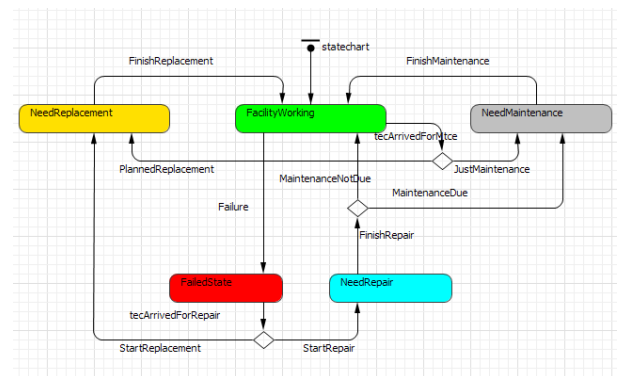 statechart
FinishReplacement
FinishMaintenance
NeedReplacement
FacilityWorking
NeedMaintenance
tecArrivedForMtce
PlannedReplacement
JustMaintenance
MaintenanceNotDue
MaintenanceDue
Failure
FinishRepair
FailedState
NeedRepair
tecArrivedForRepair
StartReplacement
StartRepair